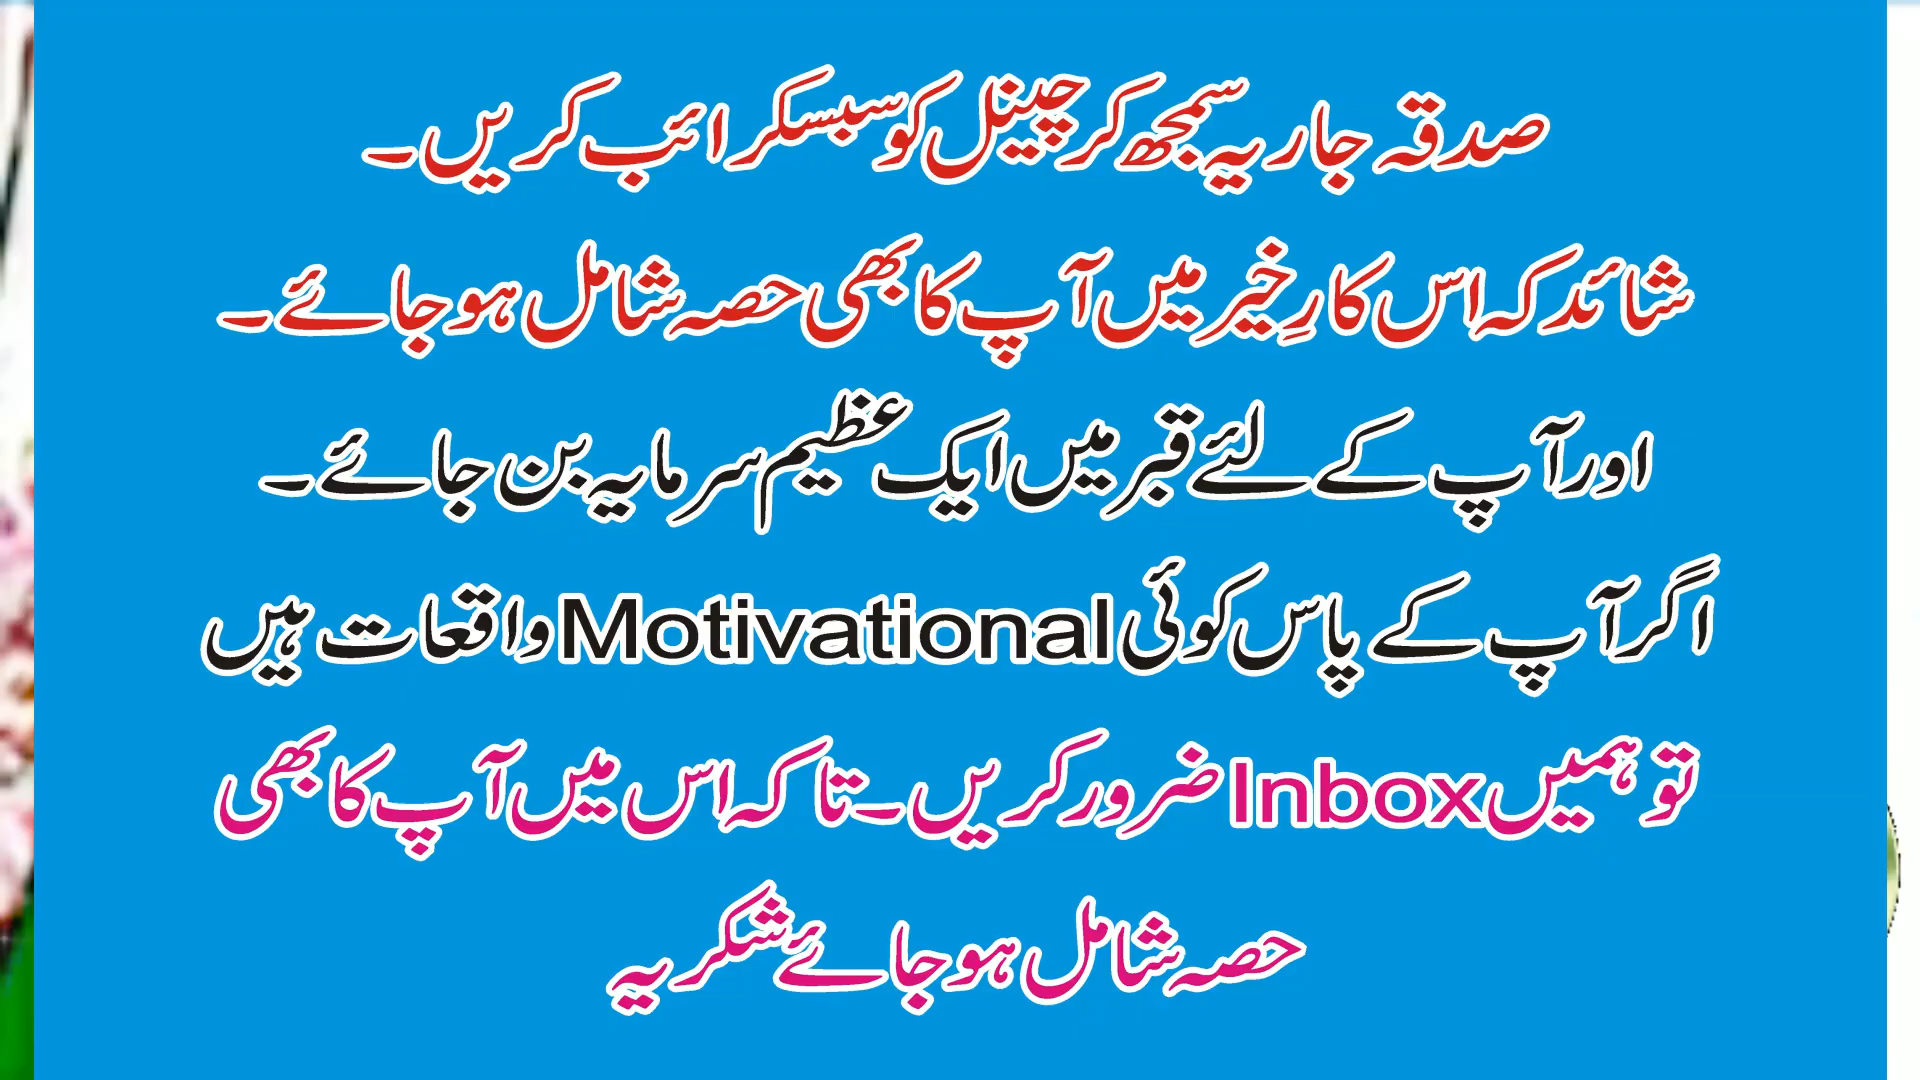 صدقہ جاریہ سمجھ کر چینل کو سبسکرائب کریں۔
شائد کہ اس کارِ خیر میں آپ کا بھی حصہ شامل ہو جائے۔
اور آپ کے لئے قبر میں ایک عظیم سرمایہ بن جائے۔
اگر آپ کے پاس کوئی Motivational واقعات ہیں
تو ہمیں Inbox ضرور کریں۔ تا کہ اس میں آپ کا بھی
حصہ شامل ہو جائے شکریہ